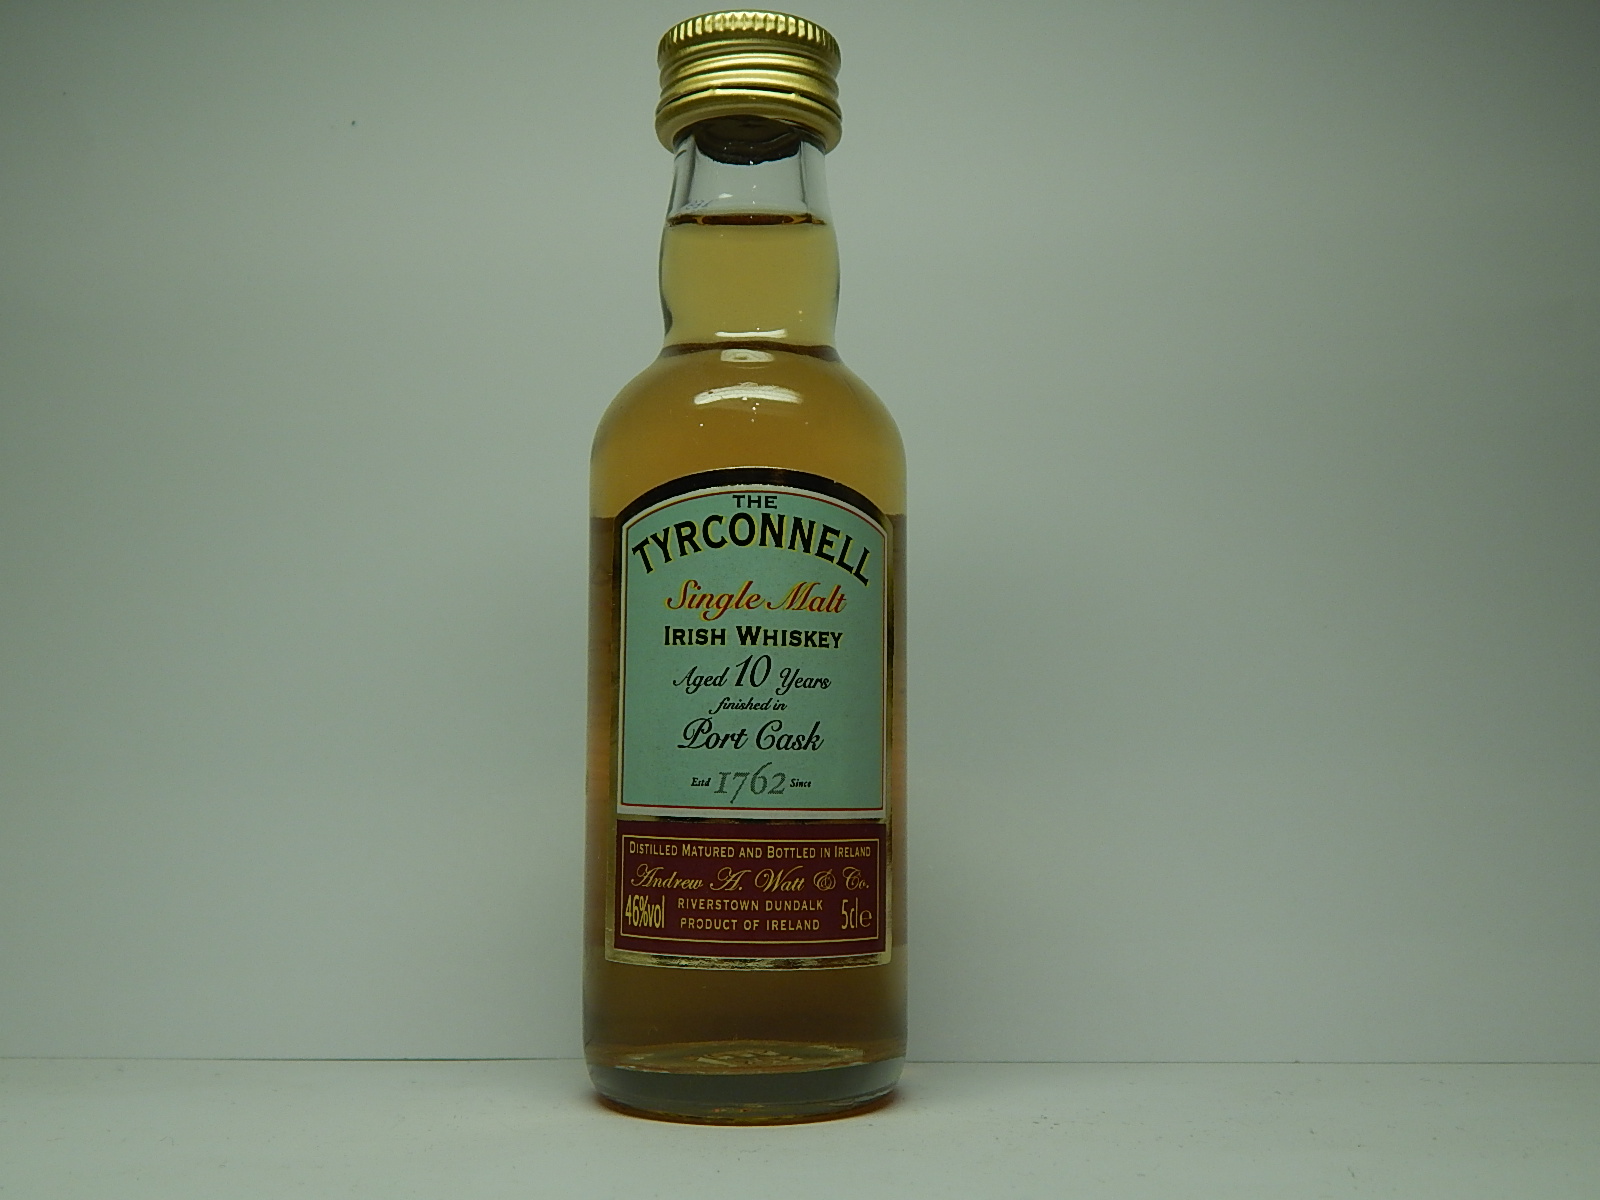 THE
TYRCONNELL
Single Malt
IRISH WHISKEY
Aged 10 Years
finished in
Port Cask
Estd 1762 Since
DISTILLED MATURED AND BOTTLED IN IRELAND
Andrew A. Watt & Co.
46%vol RIVERSTOWN DUNDALK 5cl e
PRODUCT OF IRELAND